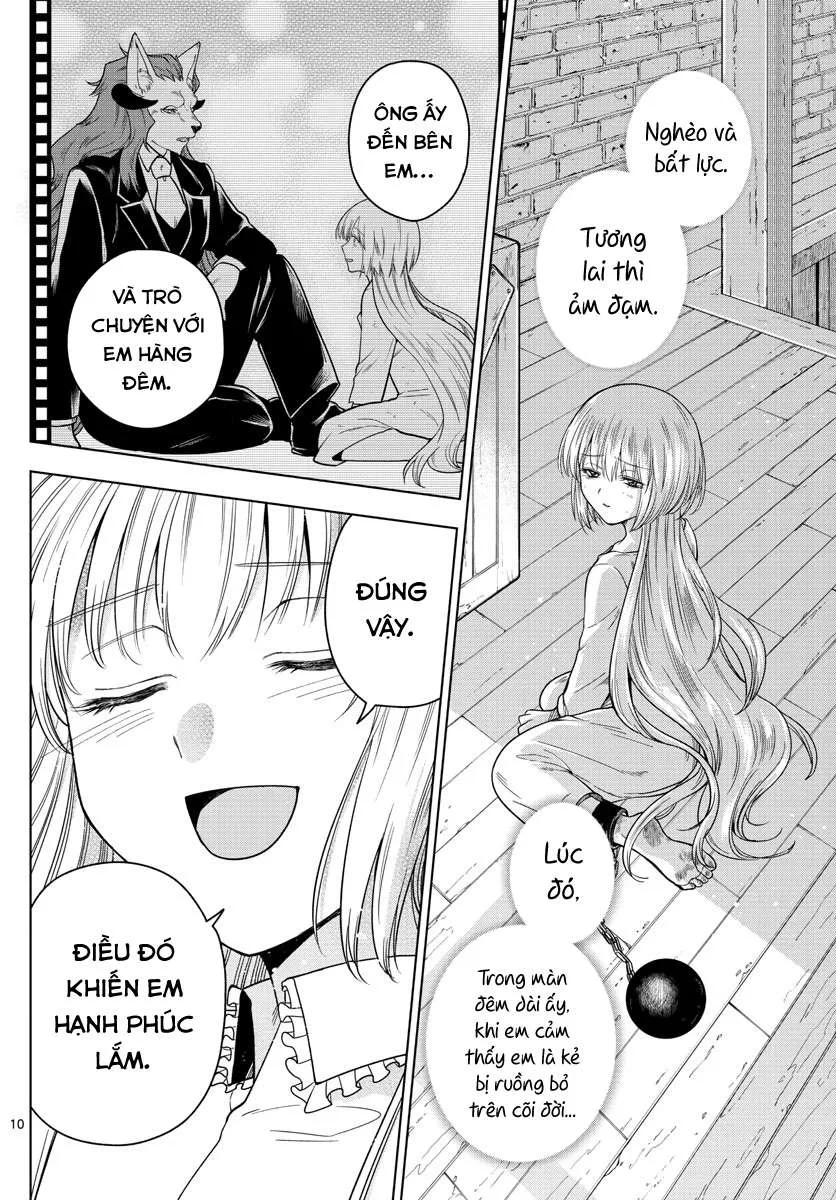 Nghèo và
bất lực.
Tương
lai thì
ảm đạm.
Lúc
đó,
Trong màn
đêm dài ấy,
khi em cảm
thấy em là kẻ
bị ruồng bỏ
trên cõi đời...
ÔNG ẤY
ĐẾN BÊN
EM...
VÀ TRÒ
CHUYỆN VỚI
EM HÀNG
ĐÊM.
ĐÚNG
VẬY.
ĐIỀU ĐÓ
KHIẾN EM
HẠNH PHÚC
LẮM.
10